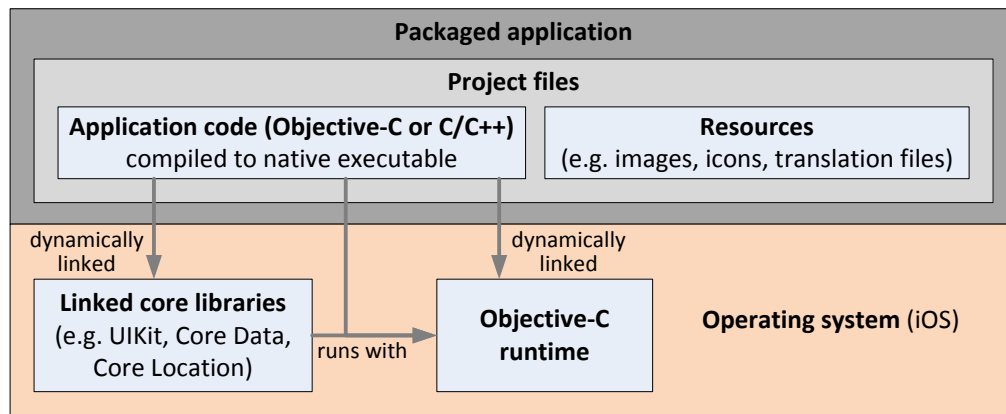 Packaged application
Project files
Application code (Objective-C or C/C++)
compiled to native executable
Resources
(e.g. images, icons, translation files)
dynamically
linked
dynamically
linked
Linked core libraries
(e.g. UIKit, Core Data,
Core Location)
runs with
Objective-C
runtime
Operating system (iOS)